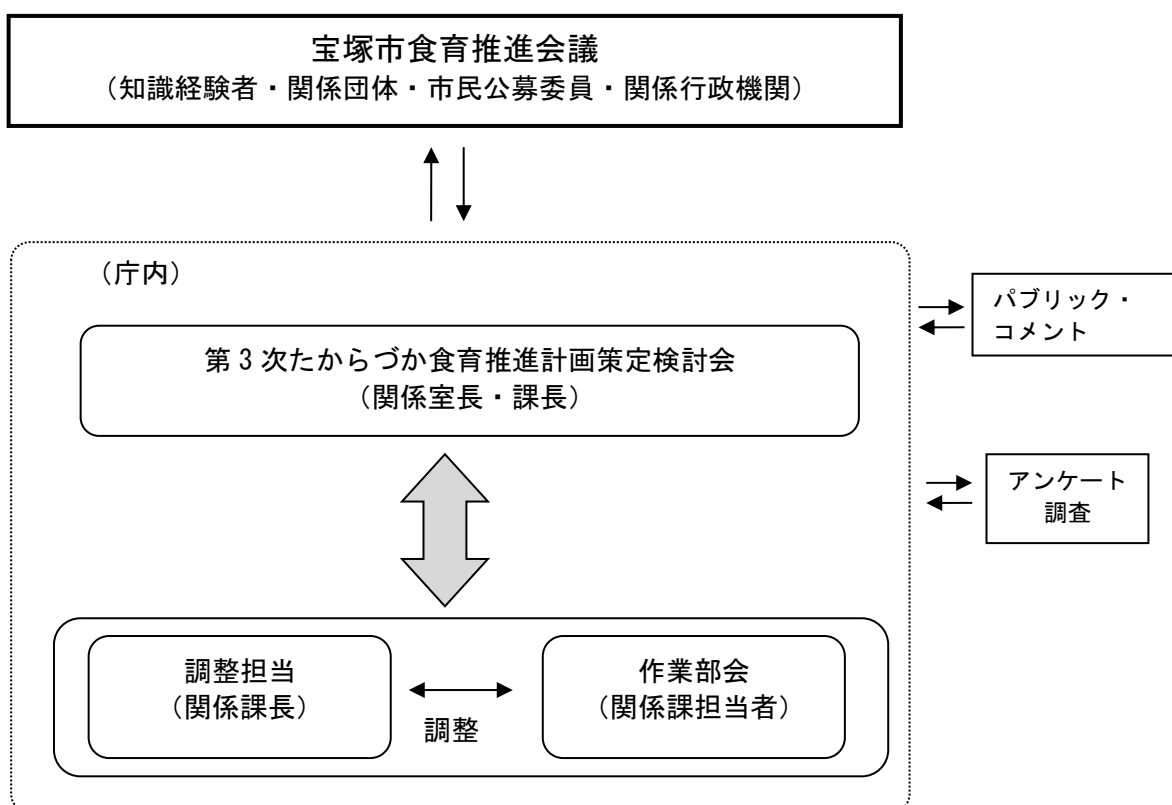 宝塚市食育推進会議
（知識経験者・関係団体・市民公募委員・関係行政機関）
（庁内）
パブリック・
コメント
第３次たからづか食育推進計画策定検討会
（関係室長・課長）
アンケート
調査
調整担当
（関係課長）
調整
作業部会
（関係課担当者）